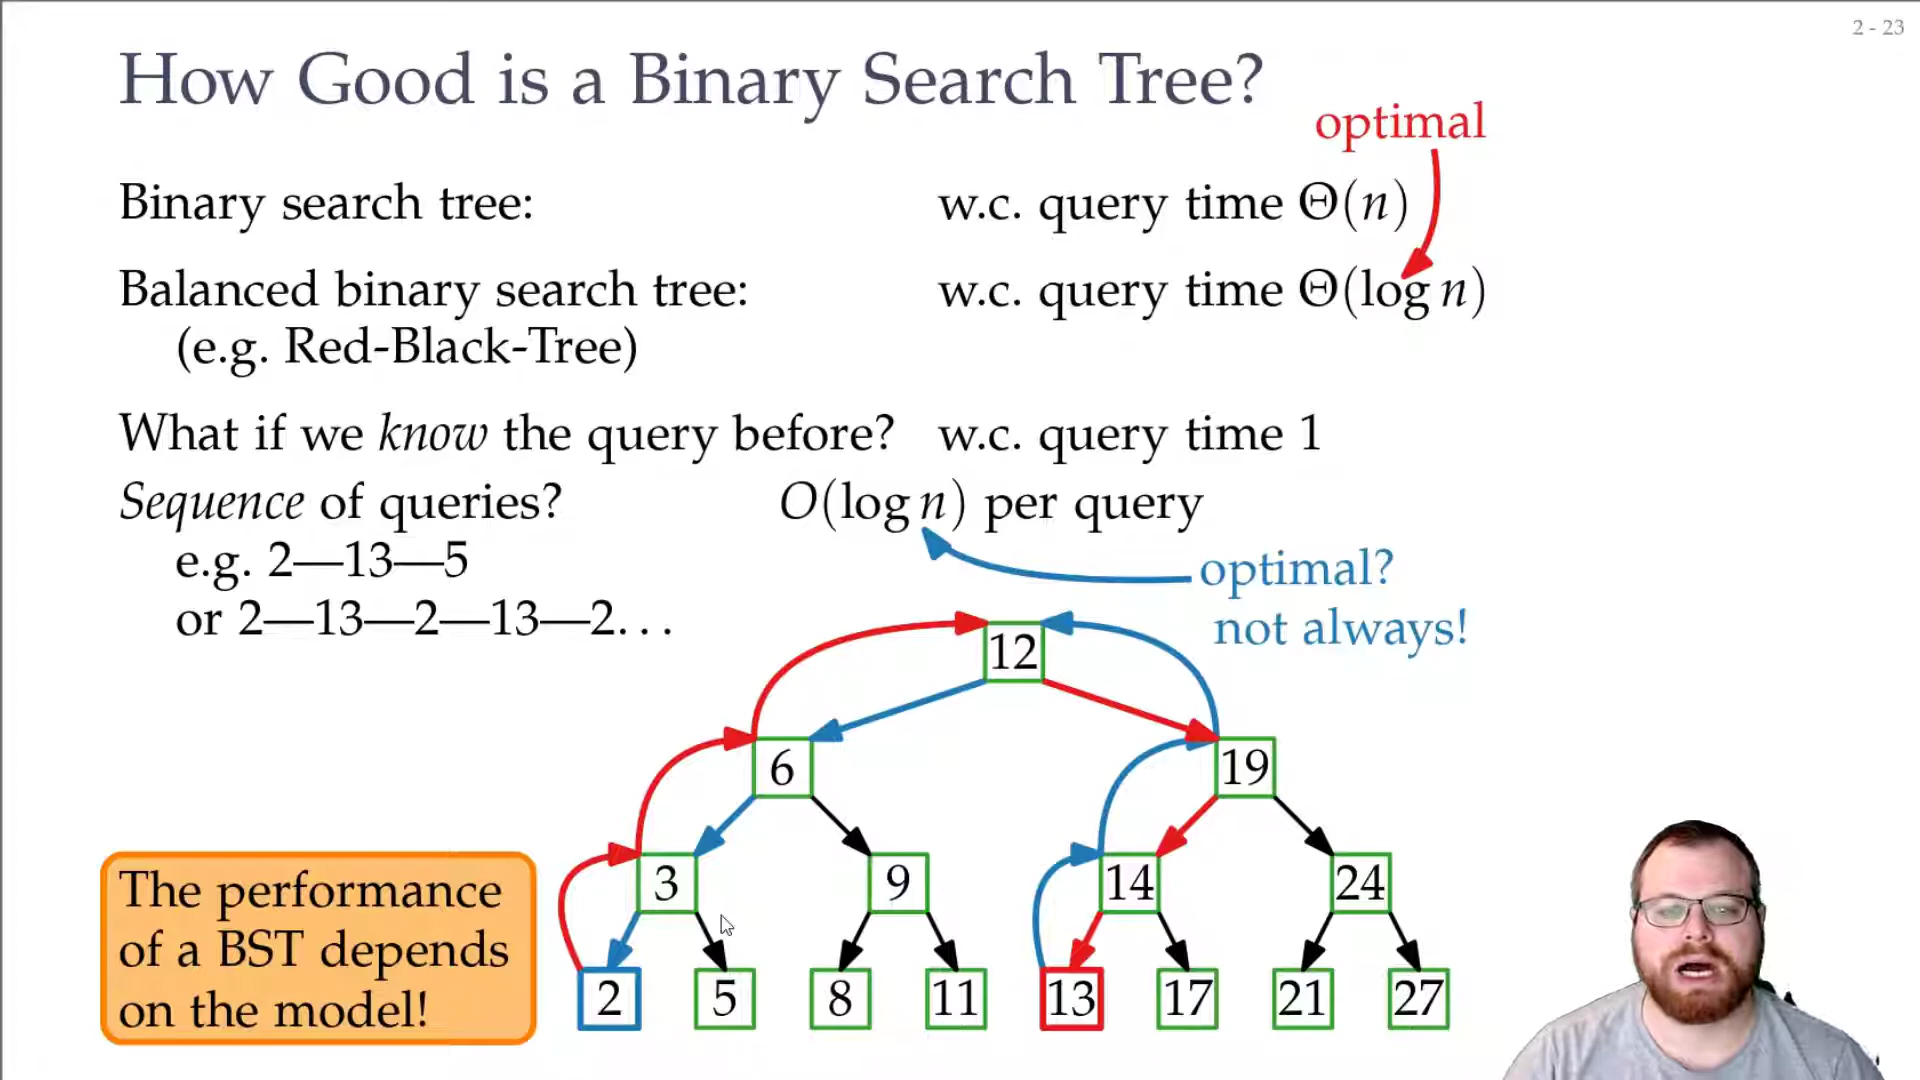 2 - 23
How Good is a Binary Search Tree?
optimal
Binary search tree: w.c. query time Θ(n)
Balanced binary search tree: w.c. query time Θ(log n)
(e.g. Red-Black-Tree)
What if we know the query before? w.c. query time 1
Sequence of queries? O(log n) per query
e.g. 2—13—5
optimal?
or 2—13—2—13—2...
not always!
12
6 19
3 9 14 24
2 5 8 11 13 17 21 27
The performance
of a BST depends
on the model!